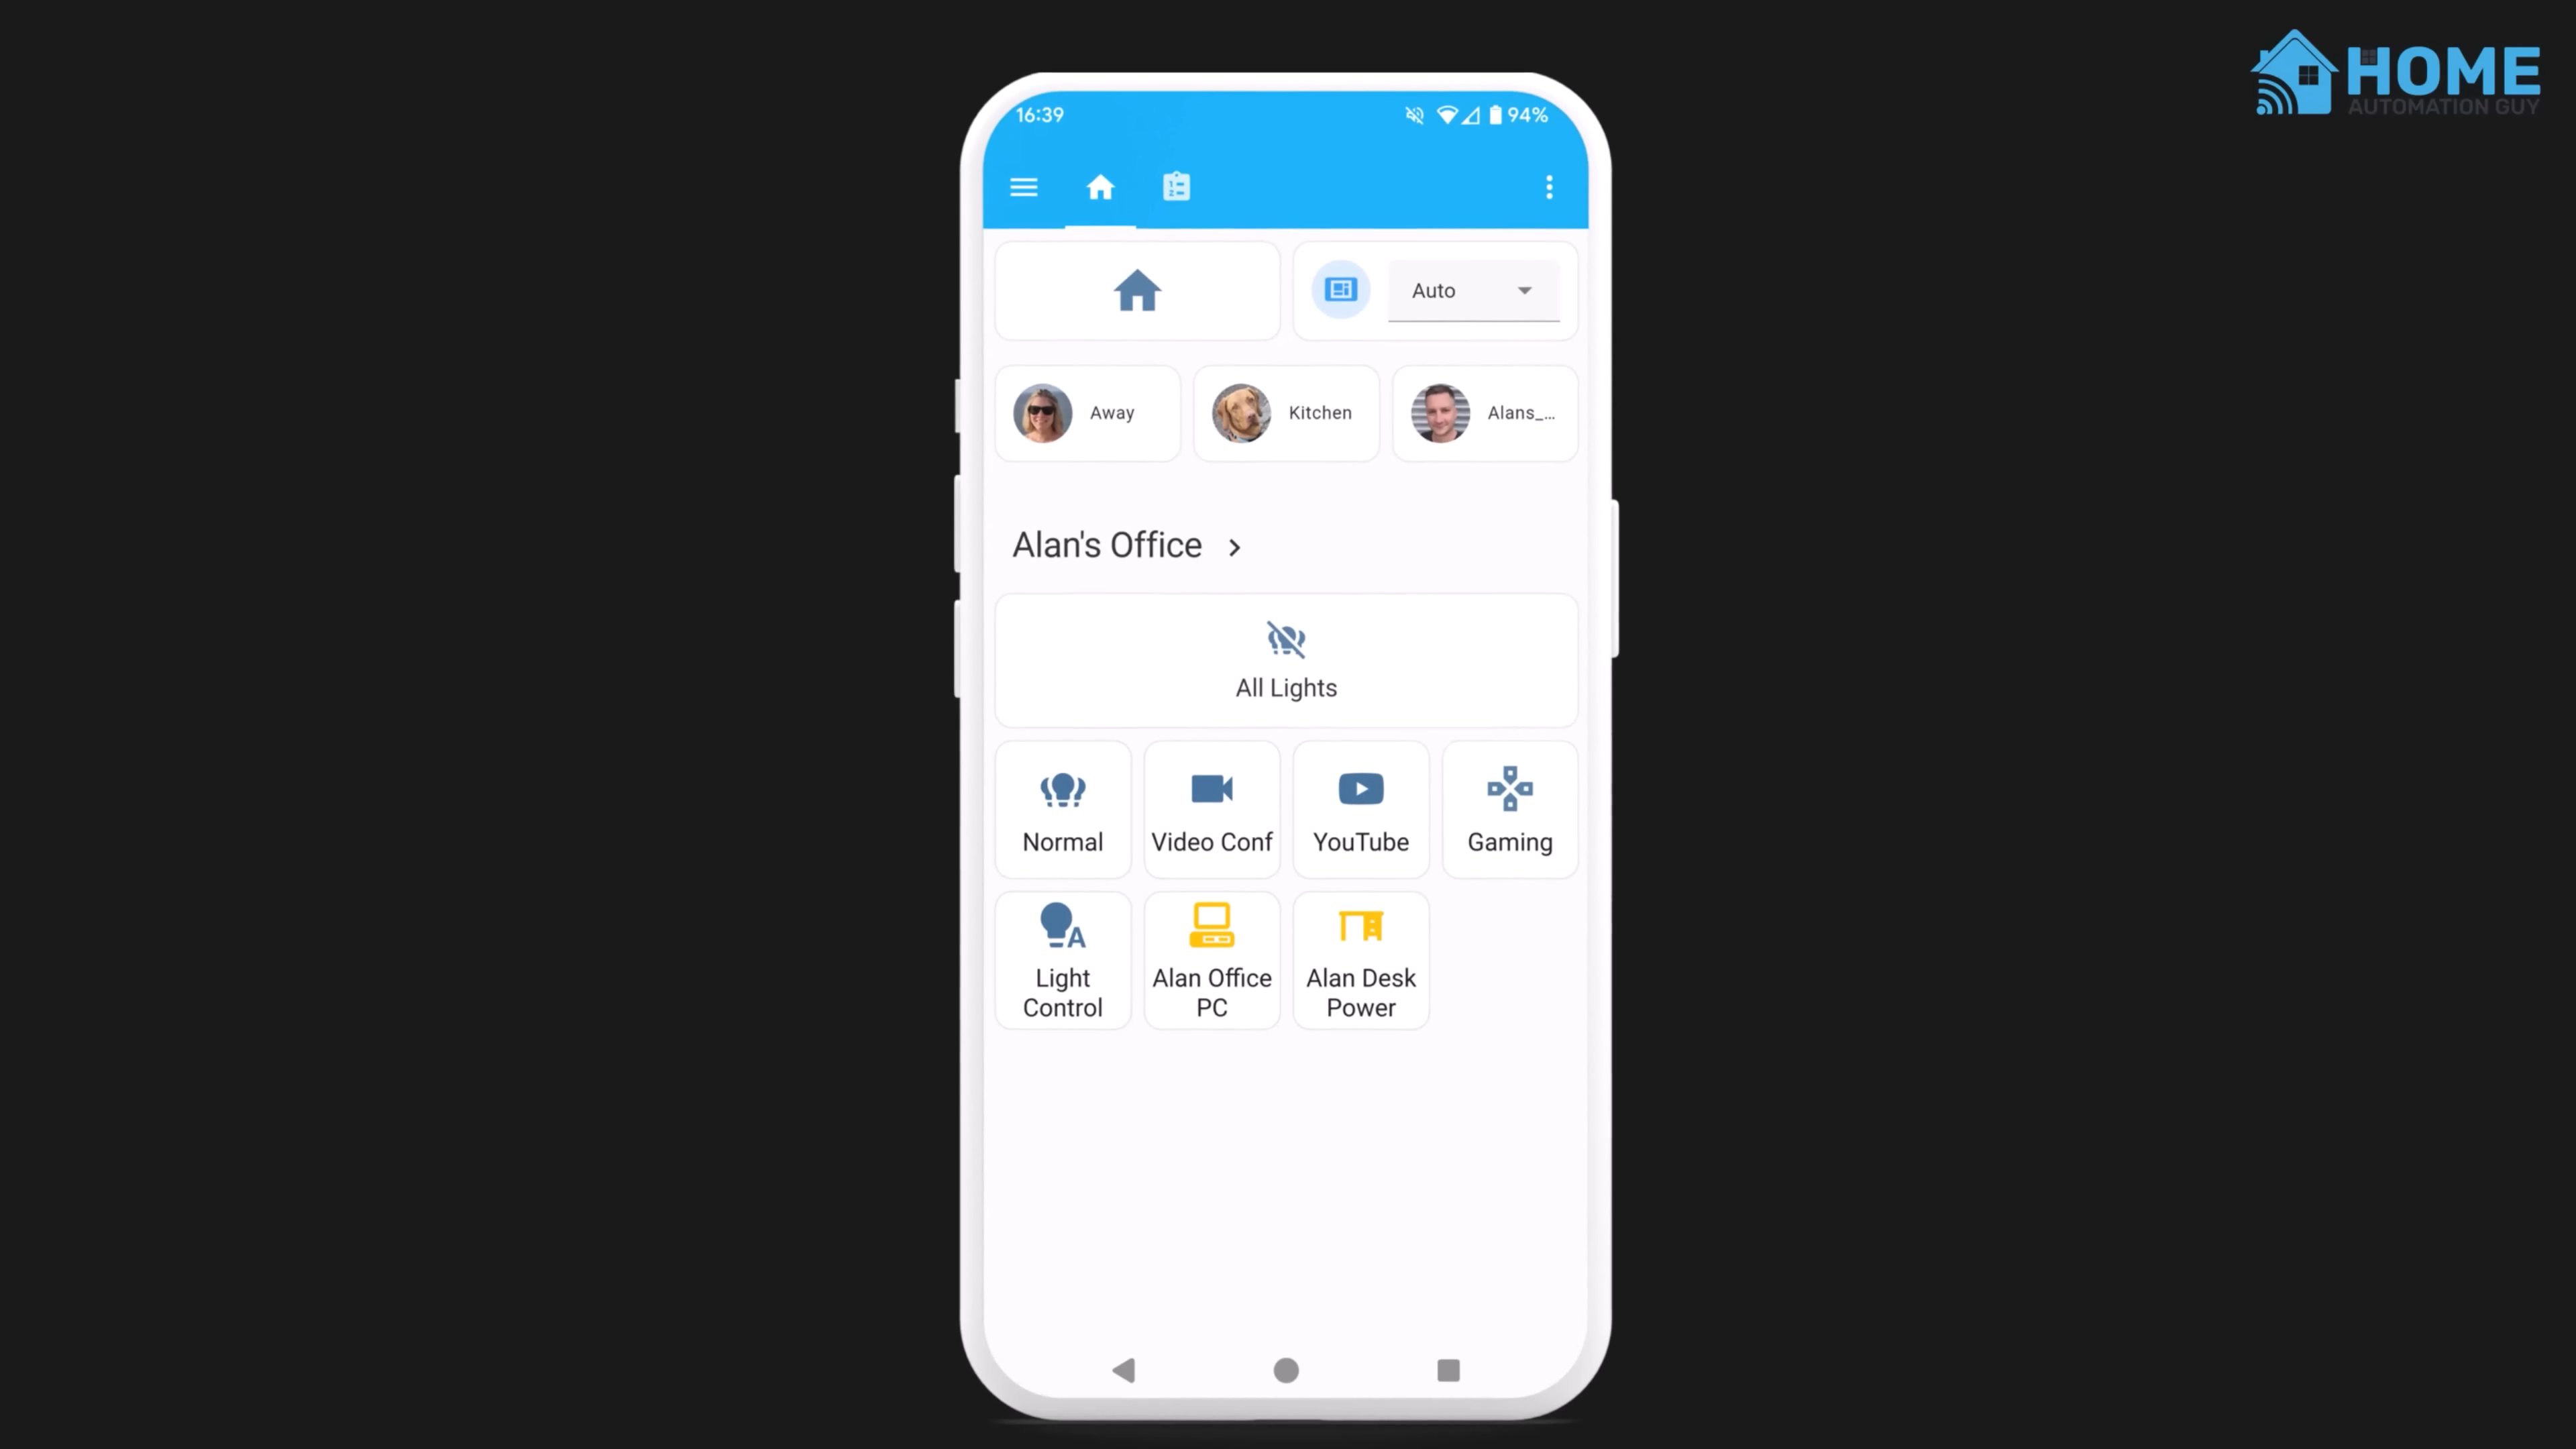 HOME
AUTOMATION GUY
16:39
94%
Auto
Away
Kitchen
Alans_...
Alan's Office
All Lights
Normal
Video Conf
YouTube
Gaming
Light
Control
Alan Office
PC
Alan Desk
Power